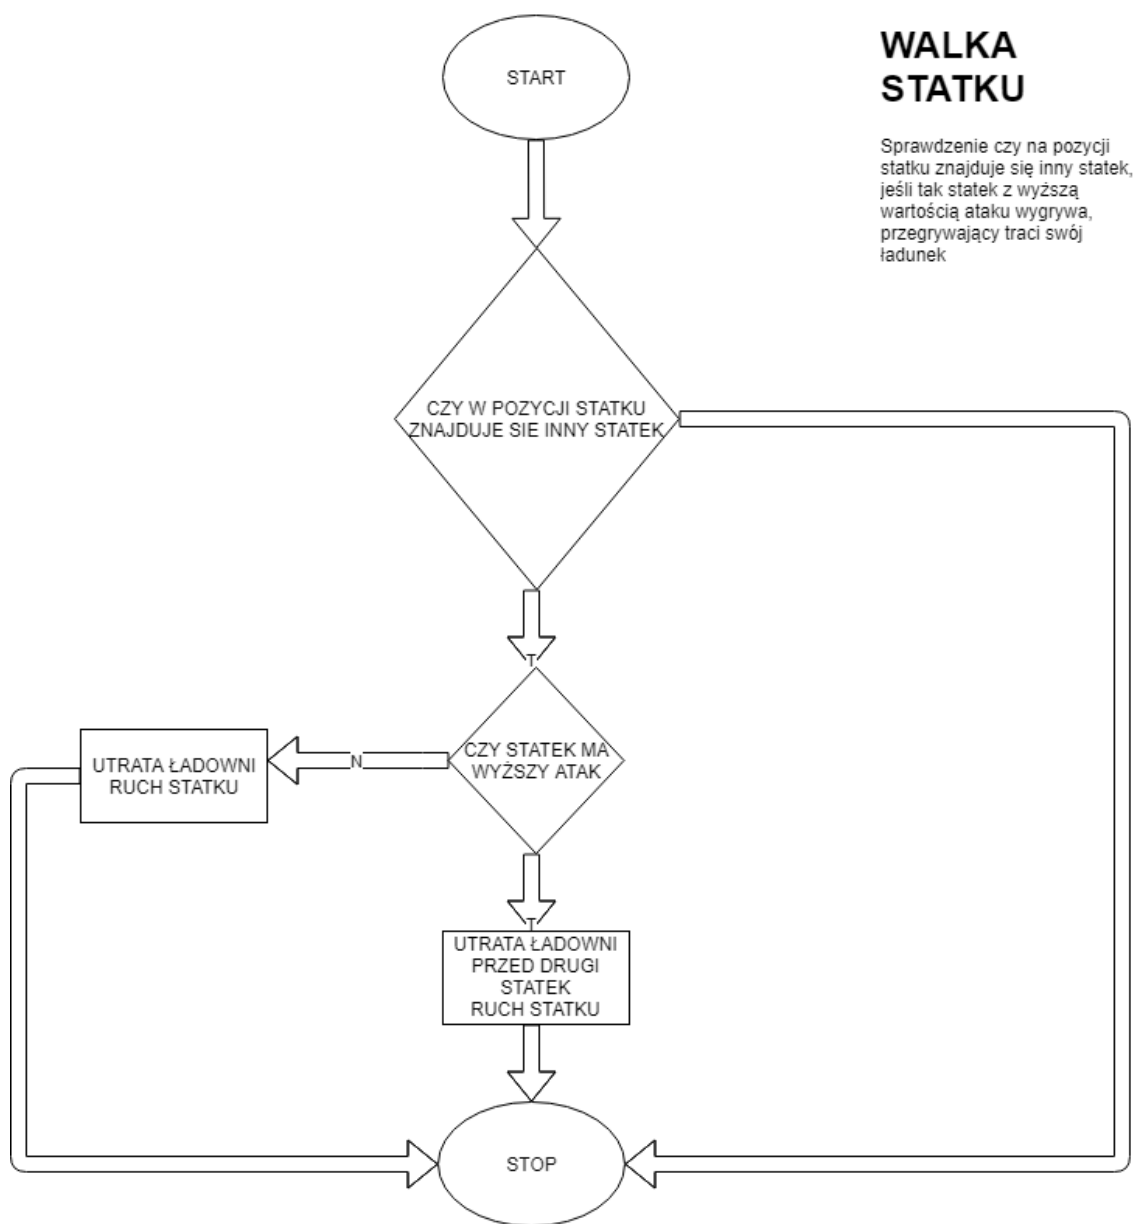 START
WALKA
STATKU
Sprawdzenie czy na pozycji
statku znajduje się inny statek,
jeśli tak statek z wyższą
wartością ataku wygrywa,
przegrywający traci swój
ładunek
CZY W POZYCJI STATKU
ZNAJDUJE SIE INNY STATEK
T
CZY STATEK MA
WYŻSZY ATAK
N
UTRATA ŁADOWNI
RUCH STATKU
T
UTRATA ŁADOWNI
PRZED DRUGI
STATEK
RUCH STATKU
STOP